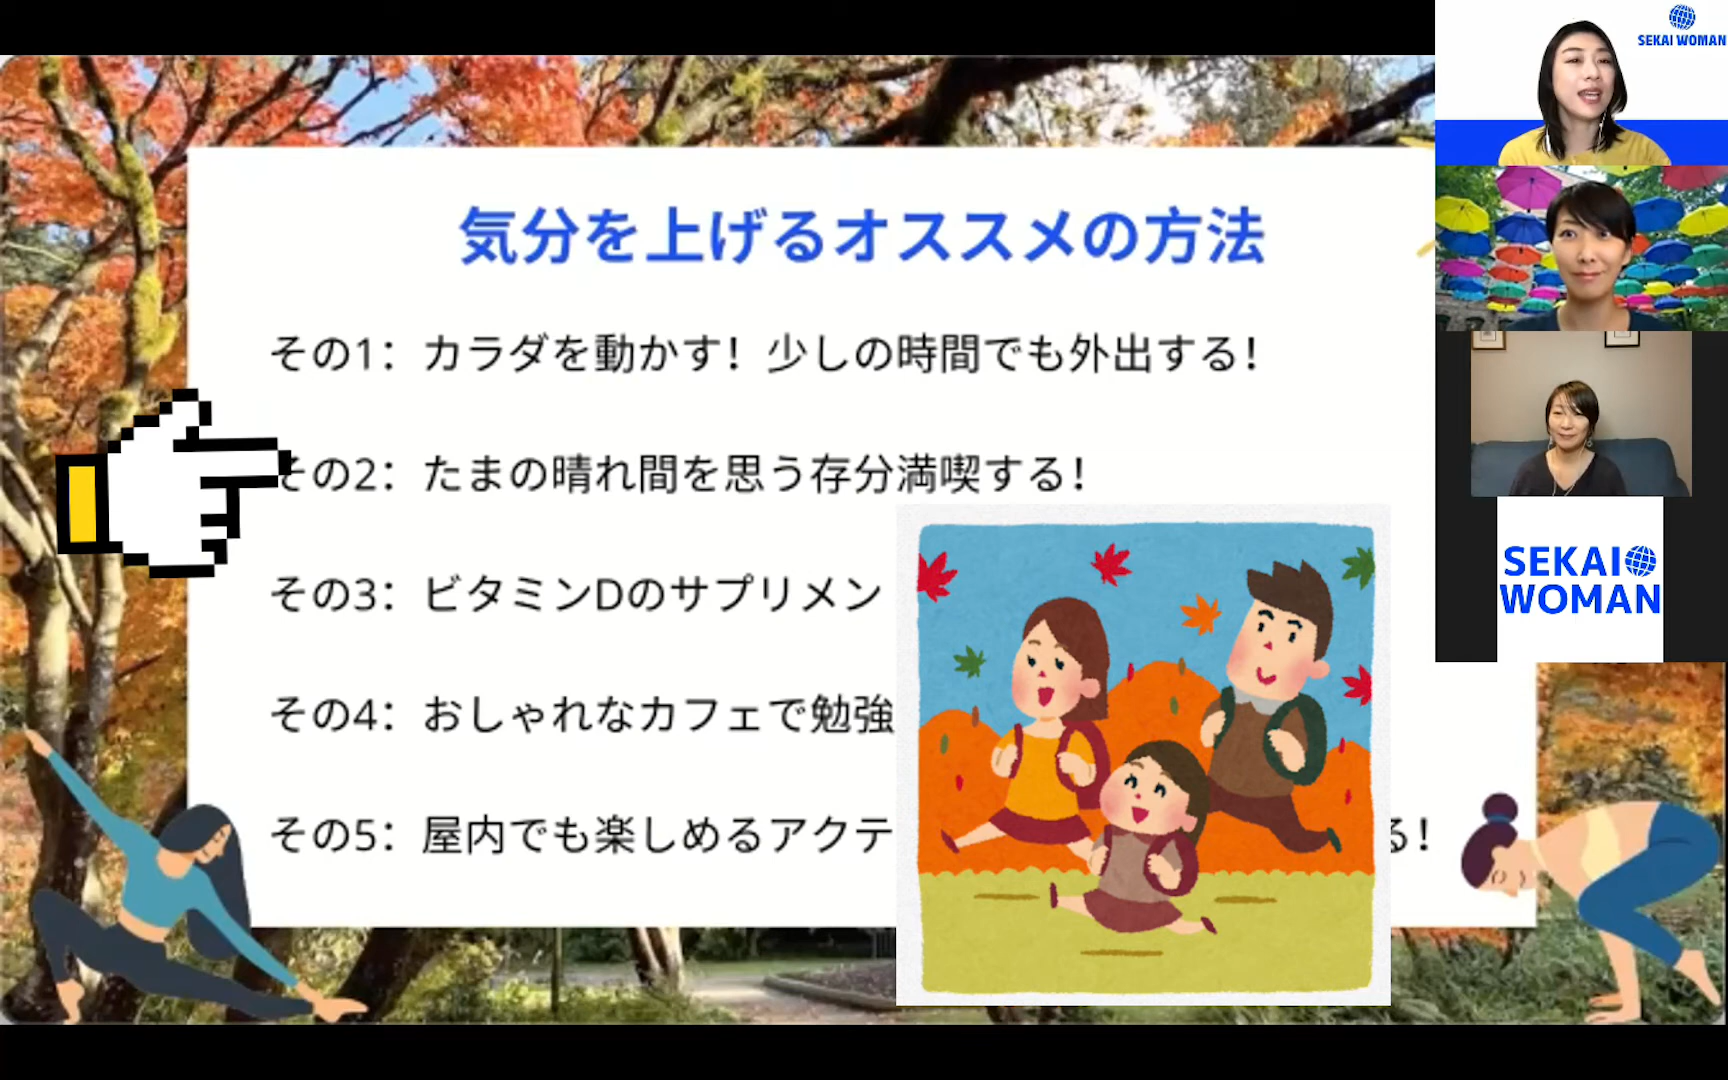 SEKAI WOMAN
気分を上げるオススメの方法
その1：カラダを動かす！少しの時間でも外出する！
その2：たまの晴れ間を思う存分満喫する！
その3：ビタミンDのサプリメン
その4：おしゃれなカフェで勉強
その5：屋内でも楽しめるアクテ る！
SEKAI
WOMAN